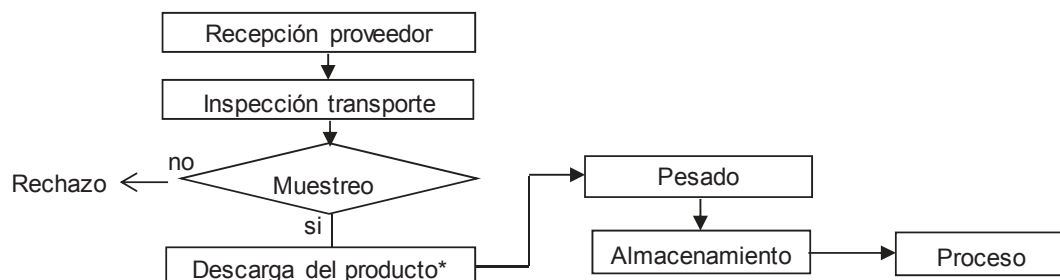 Recepción proveedor
Inspección transporte
no
Rechazo
Muestreo
si
Descarga del producto*
Pesado
Almacenamiento
Proceso